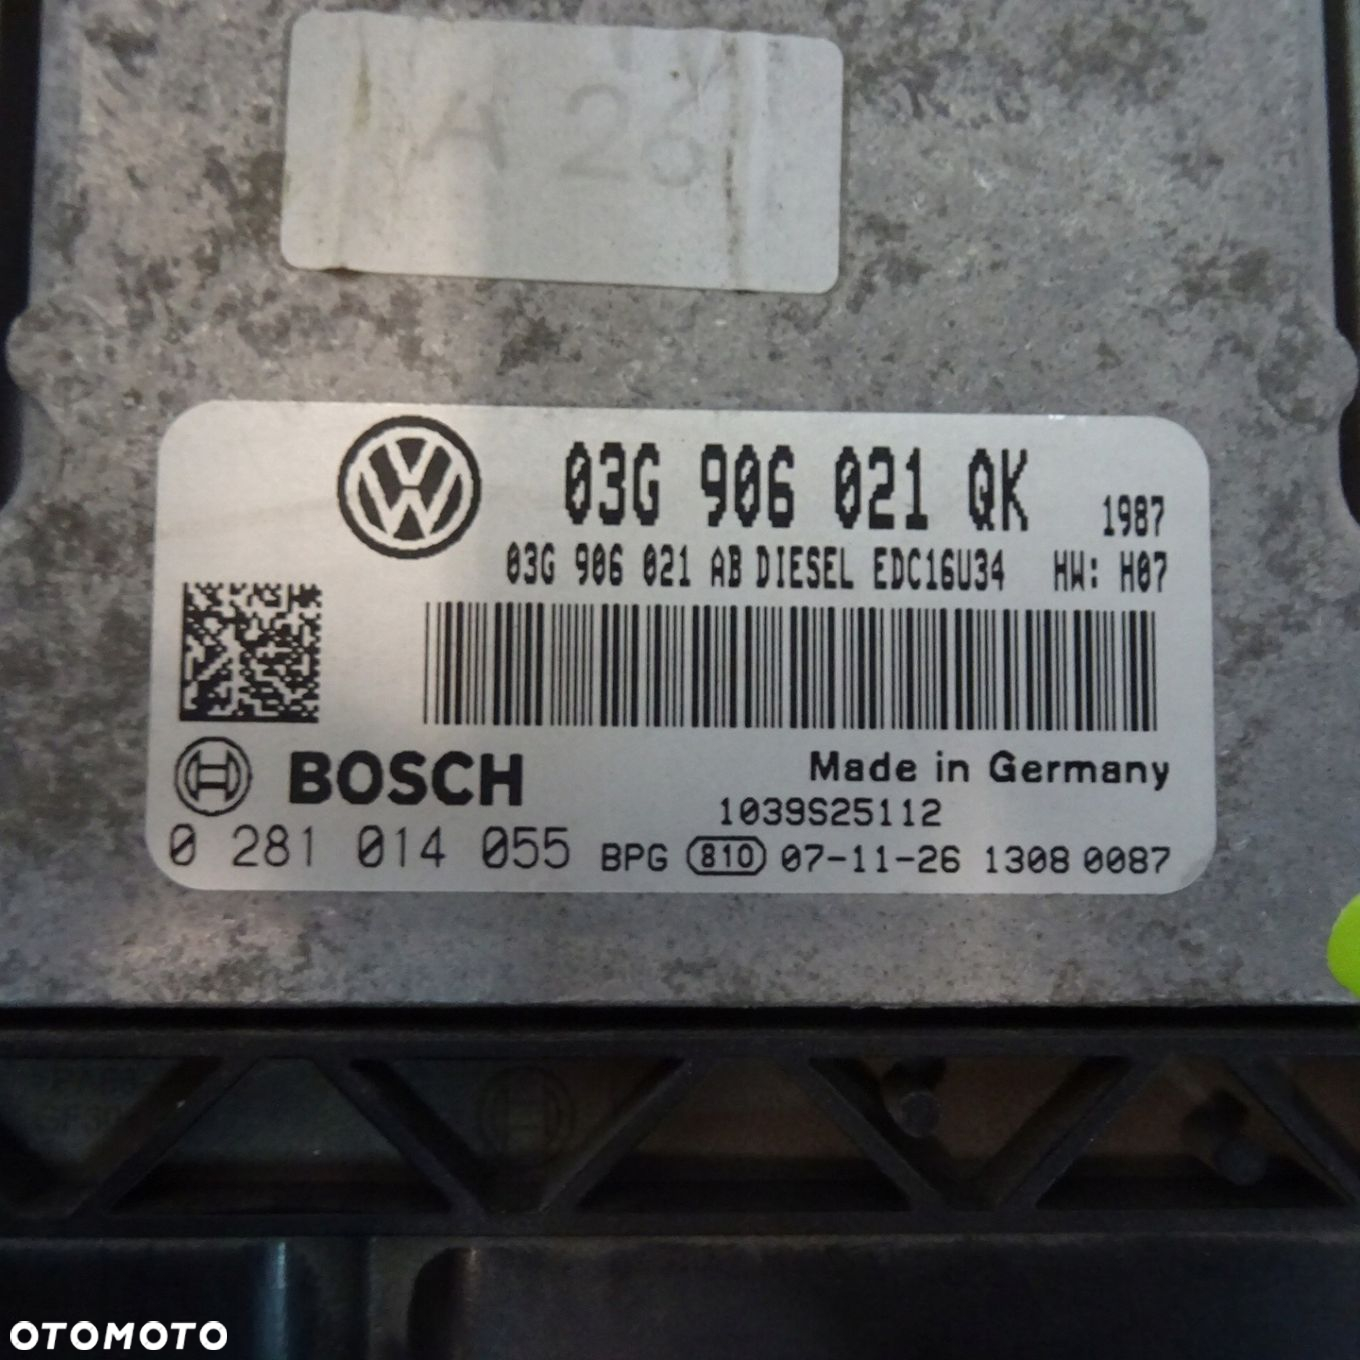 A 26
03G 906 021 QK 1987
03G 906 021 AB DIESEL EDC16U34 HW: H07
BOSCH
Made in Germany
1039S25112
0 281 014 055 BPG 810 07-11-26 1308 0087
OTOMOTO